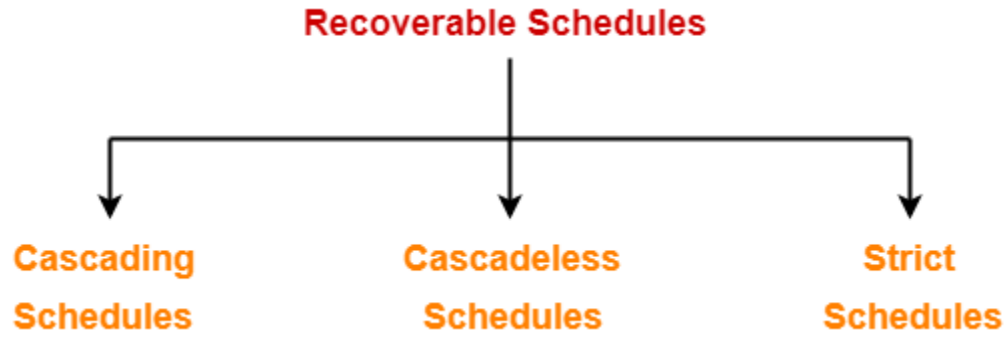 Recoverable Schedules
Cascading
Schedules
Cascadeless
Schedules
Strict
Schedules